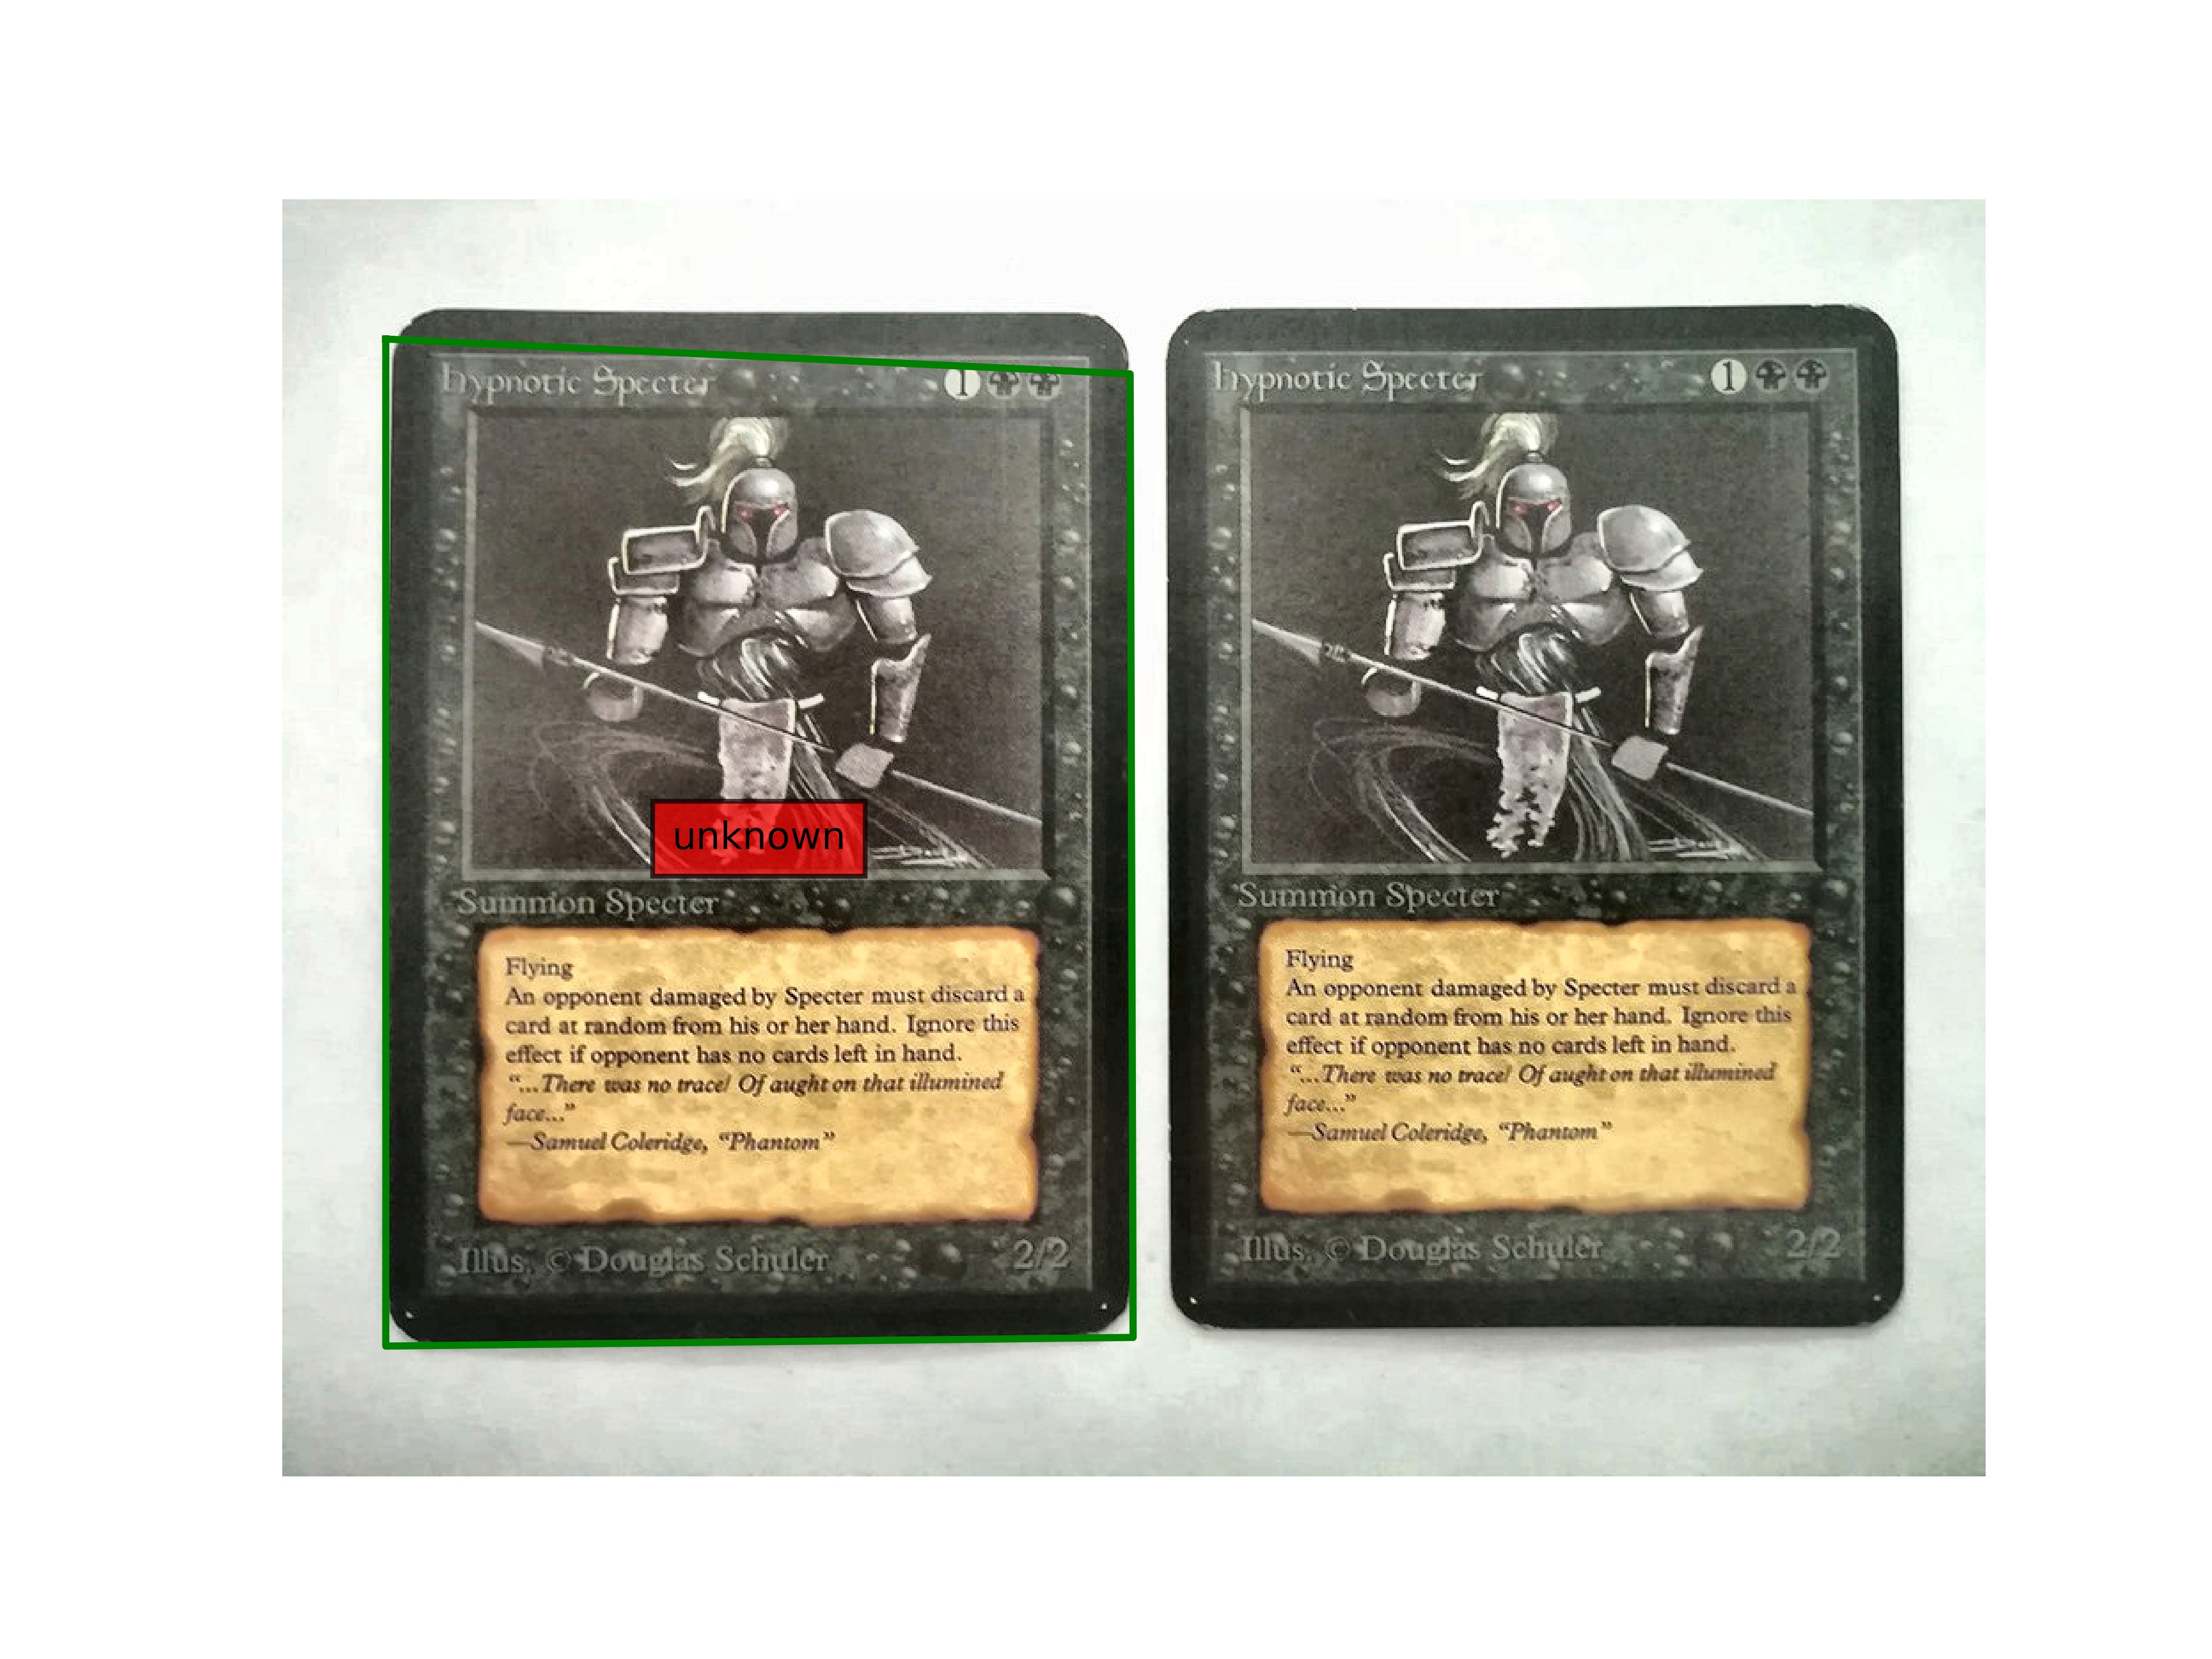 Hypnotic Specter 1
unknown
Summon Specter
Flying
An opponent damaged by Specter must discard a
card at random from his or her hand. Ignore this
effect if opponent has no cards left in hand.
"...There was no trace! Of aught on that illumined
face..."
—Samuel Coleridge, "Phantom"
Illus. © Douglas Schuler 2/2
Hypnotic Specter 1
Summon Specter
Flying
An opponent damaged by Specter must discard a
card at random from his or her hand. Ignore this
effect if opponent has no cards left in hand.
"...There was no trace! Of aught on that illumined
face..."
—Samuel Coleridge, "Phantom"
Illus. © Douglas Schuler 2/2